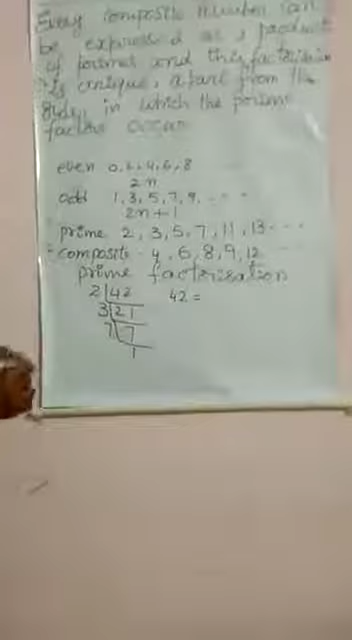 Every composite number can
be expressed as a product
of primes and this factorisation
is unique, apart from the
order in which the prime
factors occur
even 0, 2, 4, 6, 8
2n
odd 1, 3, 5, 7, 9, ....
2n+1
prime 2, 3, 5, 7, 11, 13....
composite - 4, 6, 8, 9, 12 ....
prime factorisation
2 | 42 42 =
3 | 21
7 | 7
1